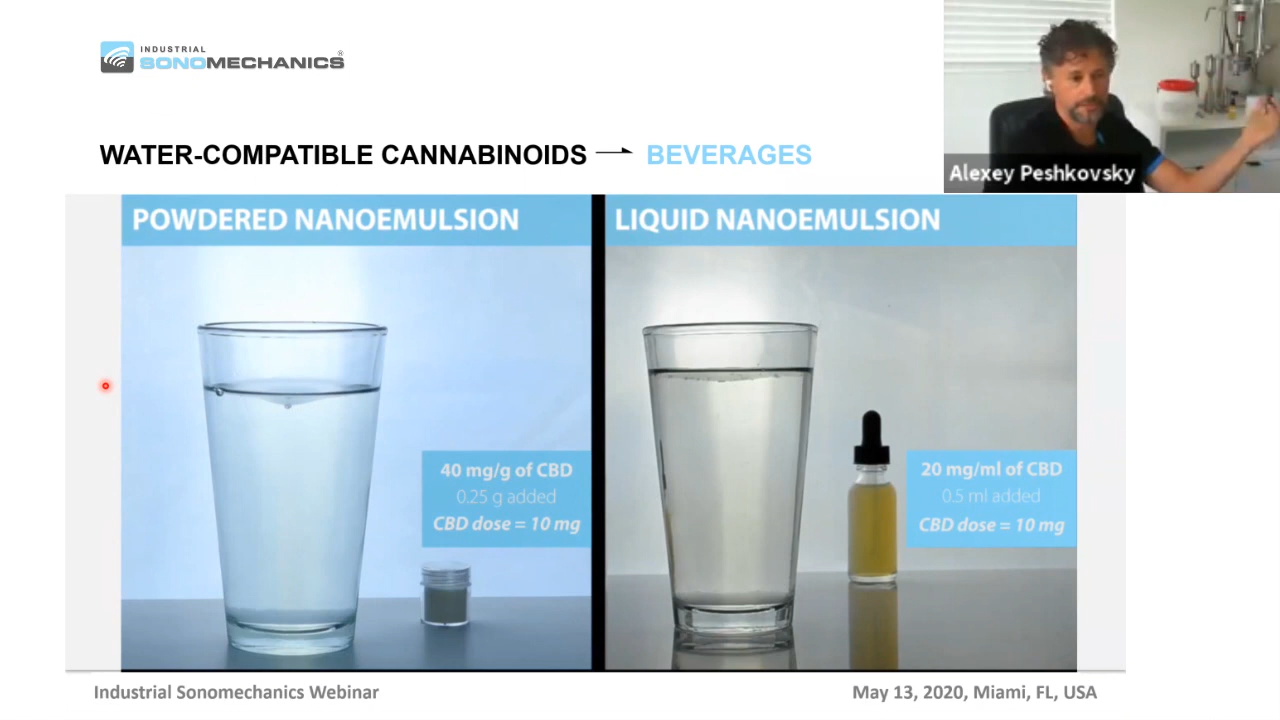 INDUSTRIAL
SONOMECHANICS®
WATER-COMPATIBLE CANNABINOIDS → BEVERAGES
Alexey Peshkovsky
POWDERED NANOEMULSION
40 mg/g of CBD
0.25 g added
CBD dose = 10 mg
LIQUID NANOEMULSION
20 mg/ml of CBD
0.5 ml added
CBD dose = 10 mg
Industrial Sonomechanics Webinar
May 13, 2020, Miami, FL, USA